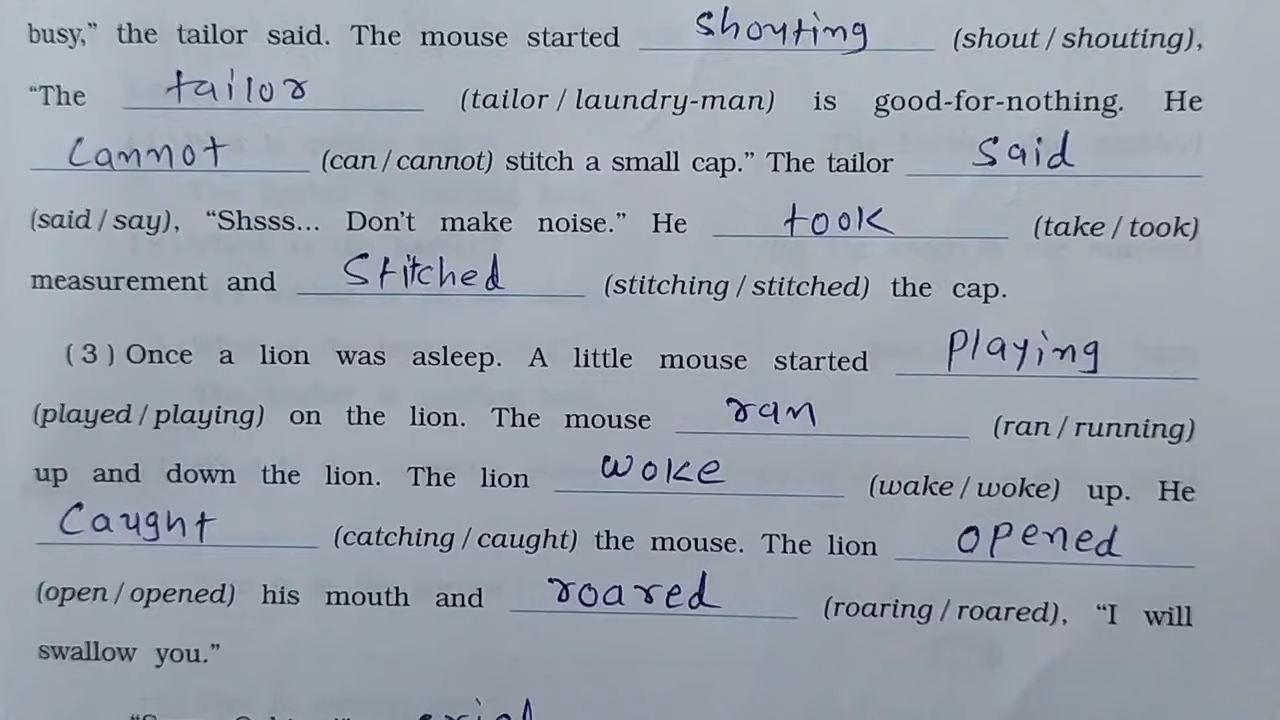 busy,” the tailor said. The mouse started shouting (shout / shouting),
“The tailor (tailor / laundry-man) is good-for-nothing. He
cannot (can / cannot) stitch a small cap.” The tailor said
(said / say), “Shsss... Don’t make noise.” He took (take / took)
measurement and stitched (stitching / stitched) the cap.
( 3 ) Once a lion was asleep. A little mouse started playing
(played / playing) on the lion. The mouse ran (ran / running)
up and down the lion. The lion woke (wake / woke) up. He
caught (catching / caught) the mouse. The lion opened
(open / opened) his mouth and roared (roaring / roared), “I will
swallow you.”